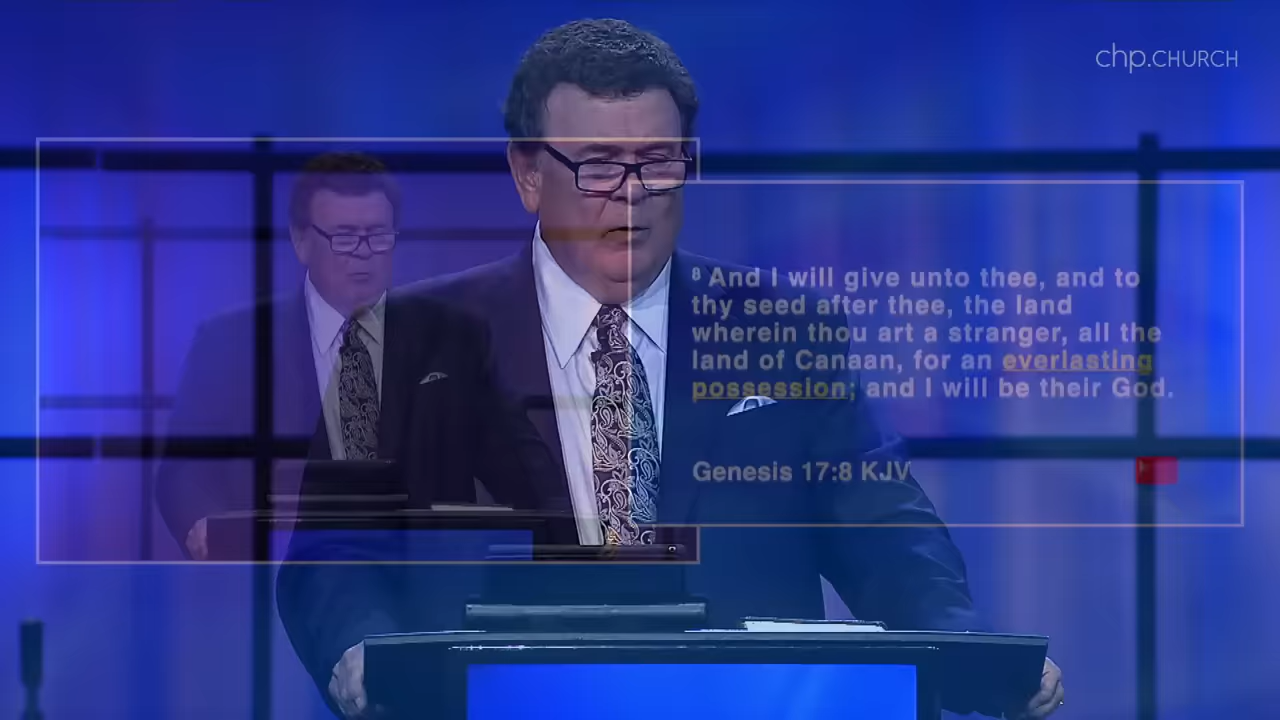 chp.CHURCH
8 And I will give unto thee, and to
thy seed after thee, the land
wherein thou art a stranger, all the
land of Canaan, for an everlasting
possession; and I will be their God.
Genesis 17:8 KJV